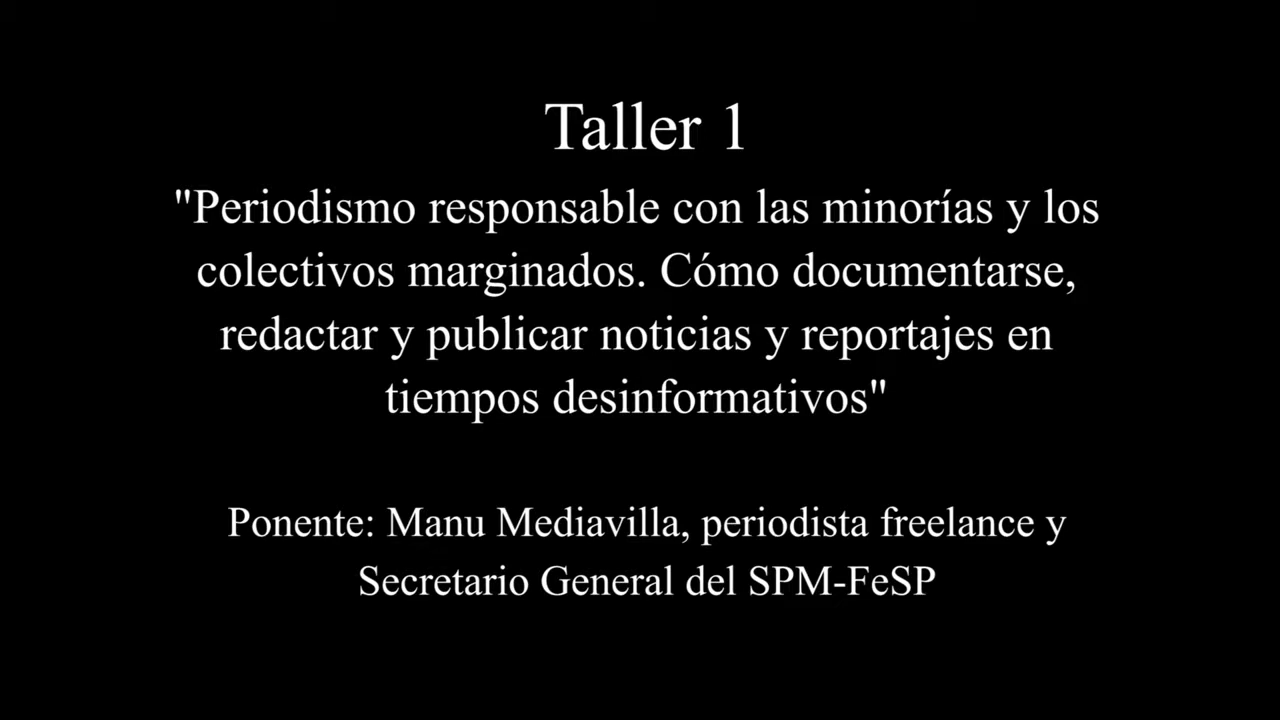 Taller 1
"Periodismo responsable con las minorías y los
colectivos marginados. Cómo documentarse,
redactar y publicar noticias y reportajes en
tiempos desinformativos"
Ponente: Manu Mediavilla, periodista freelance y
Secretario General del SPM-FeSP